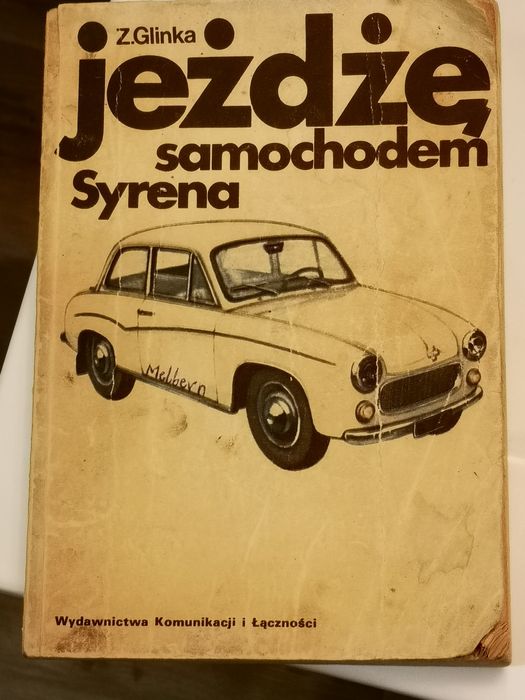 Z.Glinka
jeżdżę
samochodem
Syrena
Melbern
Wydawnictwa Komunikacji i Łączności